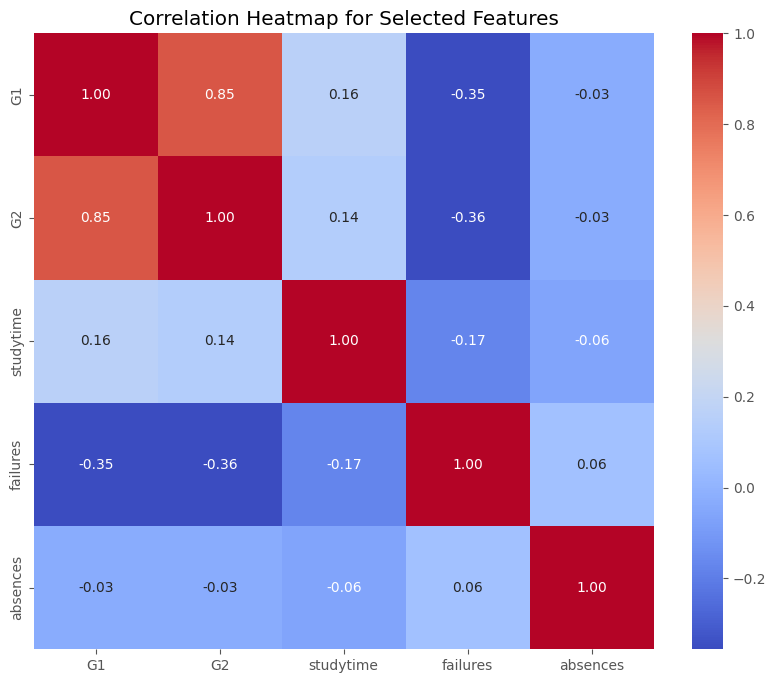 Correlation Heatmap for Selected Features
G1 1.00 0.85 0.16 -0.35 -0.03
G2 0.85 1.00 0.14 -0.36 -0.03
studytime 0.16 0.14 1.00 -0.17 -0.06
failures -0.35 -0.36 -0.17 1.00 0.06
absences -0.03 -0.03 -0.06 0.06 1.00
G1 G2 studytime failures absences
1.0
0.8
0.6
0.4
0.2
0.0
−0.2